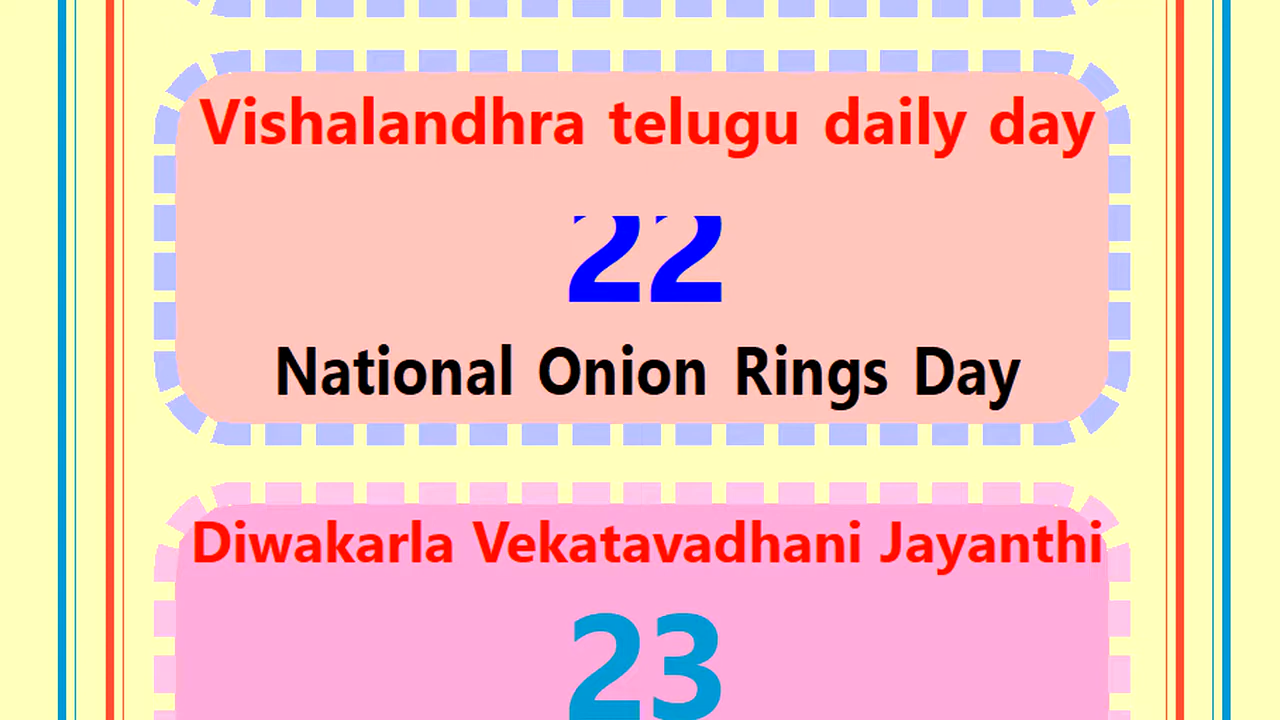 Vishalandhra telugu daily day
22
National Onion Rings Day
Diwakarla Vekatavadhani Jayanthi
23